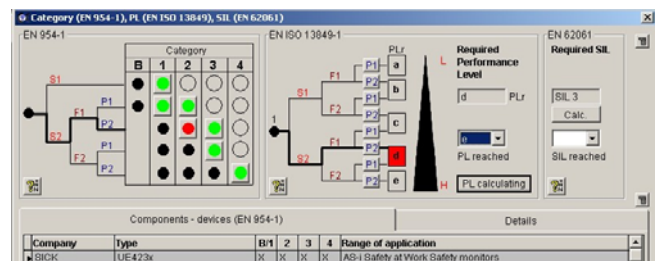 Category (EN 954-1), PL (EN ISO 13849), SIL (EN 62061)
EN 954-1
Category
B 1 2 3 4
S1
P1
F1
P2
S2
P1
F2
P2
EN ISO 13849-1
PLr
P1 a
F1
P2
S1
P1 b
F2
P2
1
P1 c
F1
P2
S2
P1 d
F2
P2 e
L
H
Required
Performance
Level
d PLr
e
PL reached
PL calculating
EN 62061
Required SIL
SIL 3
Calc.
SIL reached
Components - devices (EN 954-1)
Details
Company Type B/1 2 3 4 Range of application
SICK UE423x X X X X AS-i Safety at Work Safety monitors